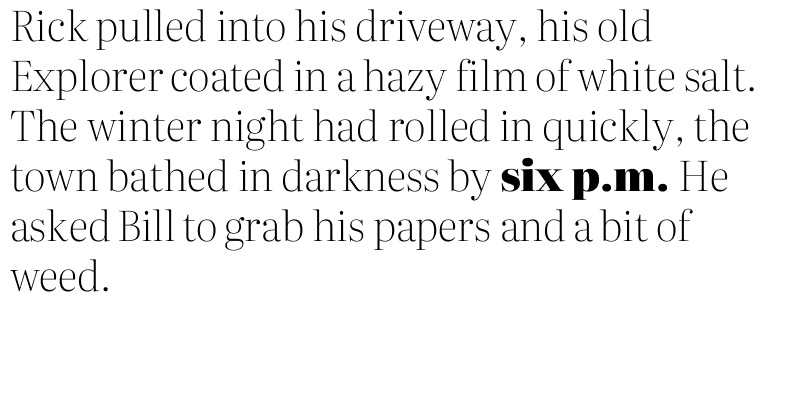 Rick pulled into his driveway, his old
Explorer coated in a hazy film of white salt.
The winter night had rolled in quickly, the
town bathed in darkness by six p.m. He
asked Bill to grab his papers and a bit of
weed.